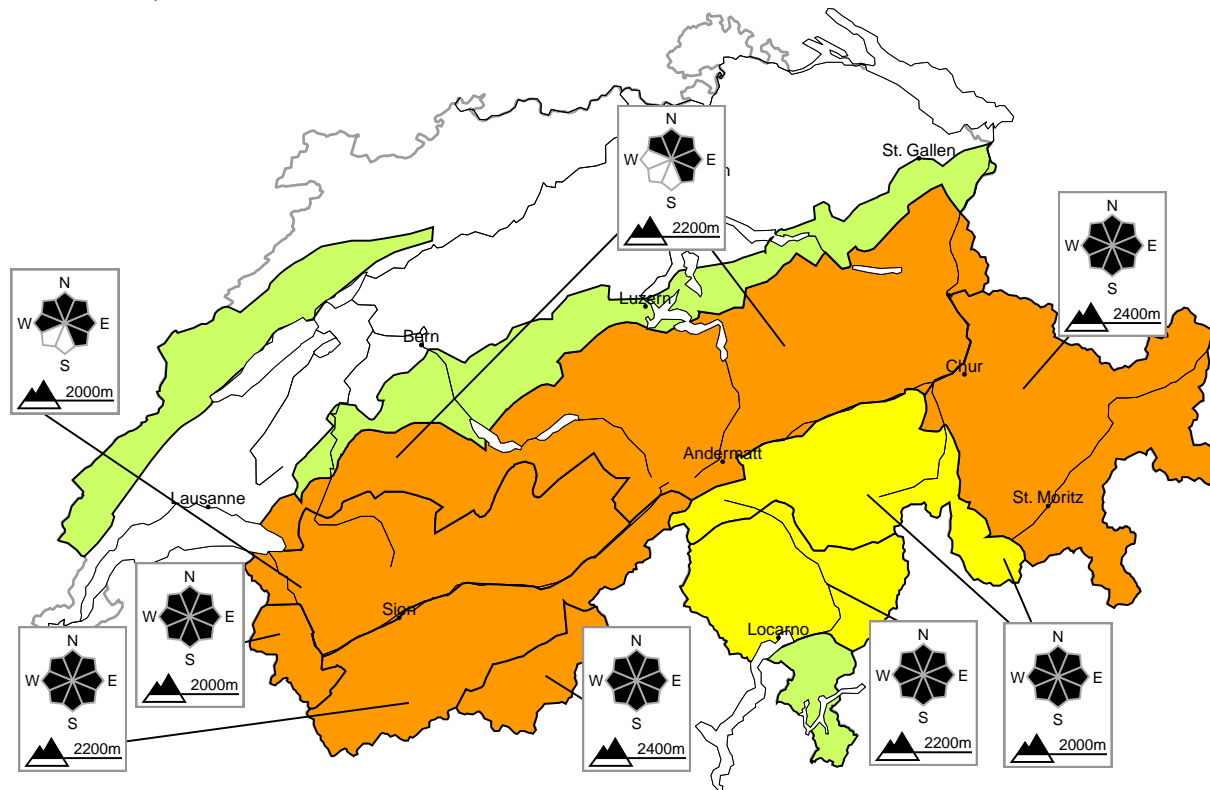 N
St. Gallen
W E
n
S
2200m
N
W E
S
2400m
N
W E
S
2000m
Luzern
Bern
Chur
Andermatt
Lausanne
St. Moritz
N
W E
S
2000m
Sion
Locarno
N
W E
S
2200m
N
W E
S
2400m
N
W E
S
2200m
N
W E
S
2000m